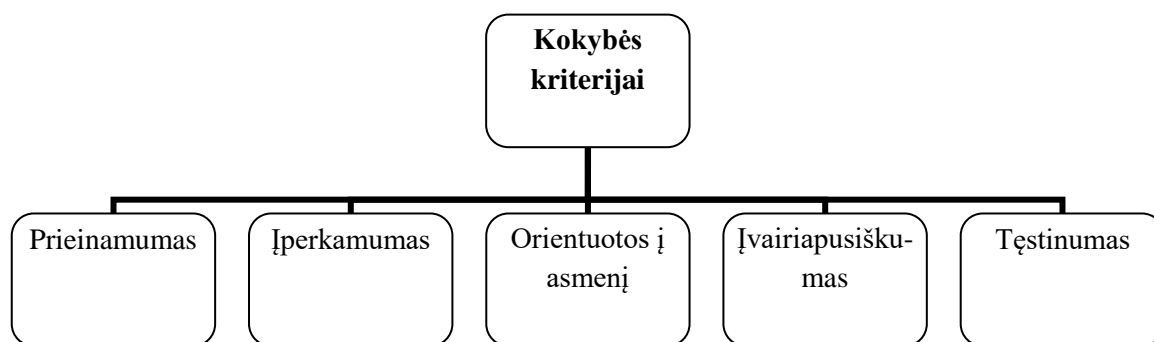 Kokybės
kriterijai
Prieinamumas
Įperkamumas
Orientuotos į
asmenį
Įvairiapusišku-
mas
Tęstinumas